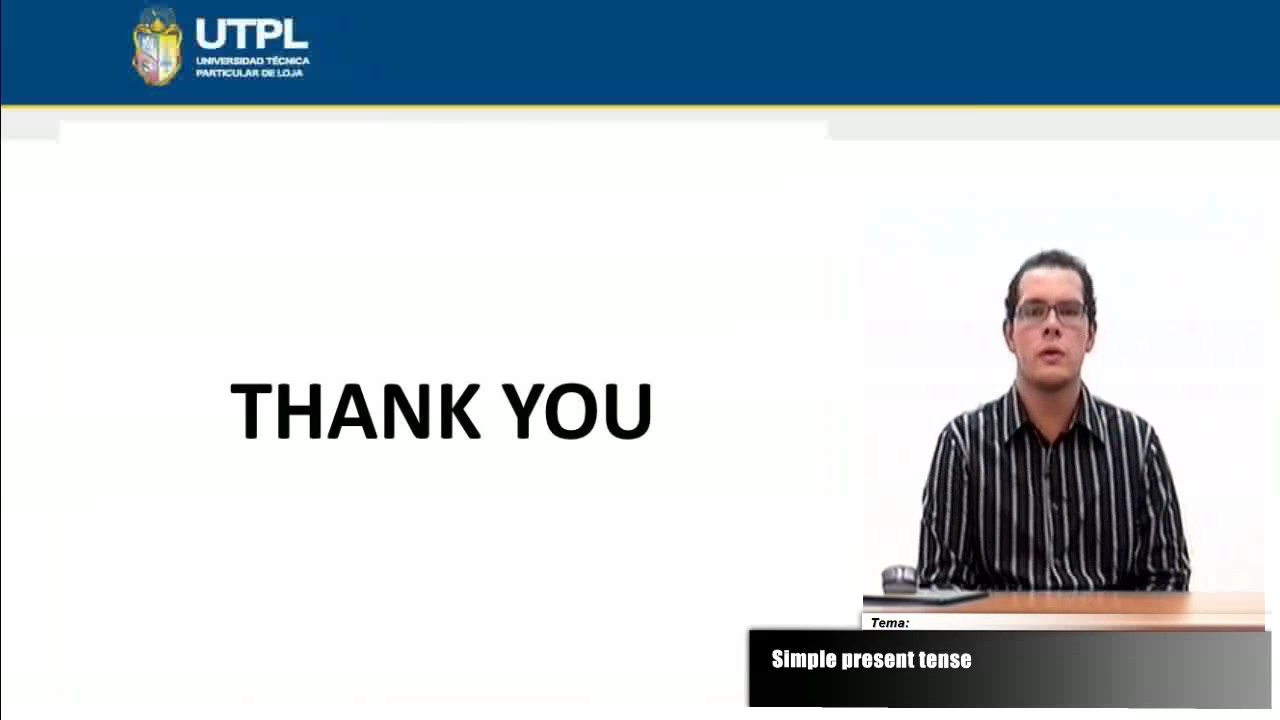 UTPL
UNIVERSIDAD TÉCNICA
PARTICULAR DE LOJA
THANK YOU
Tema:
Simple present tense